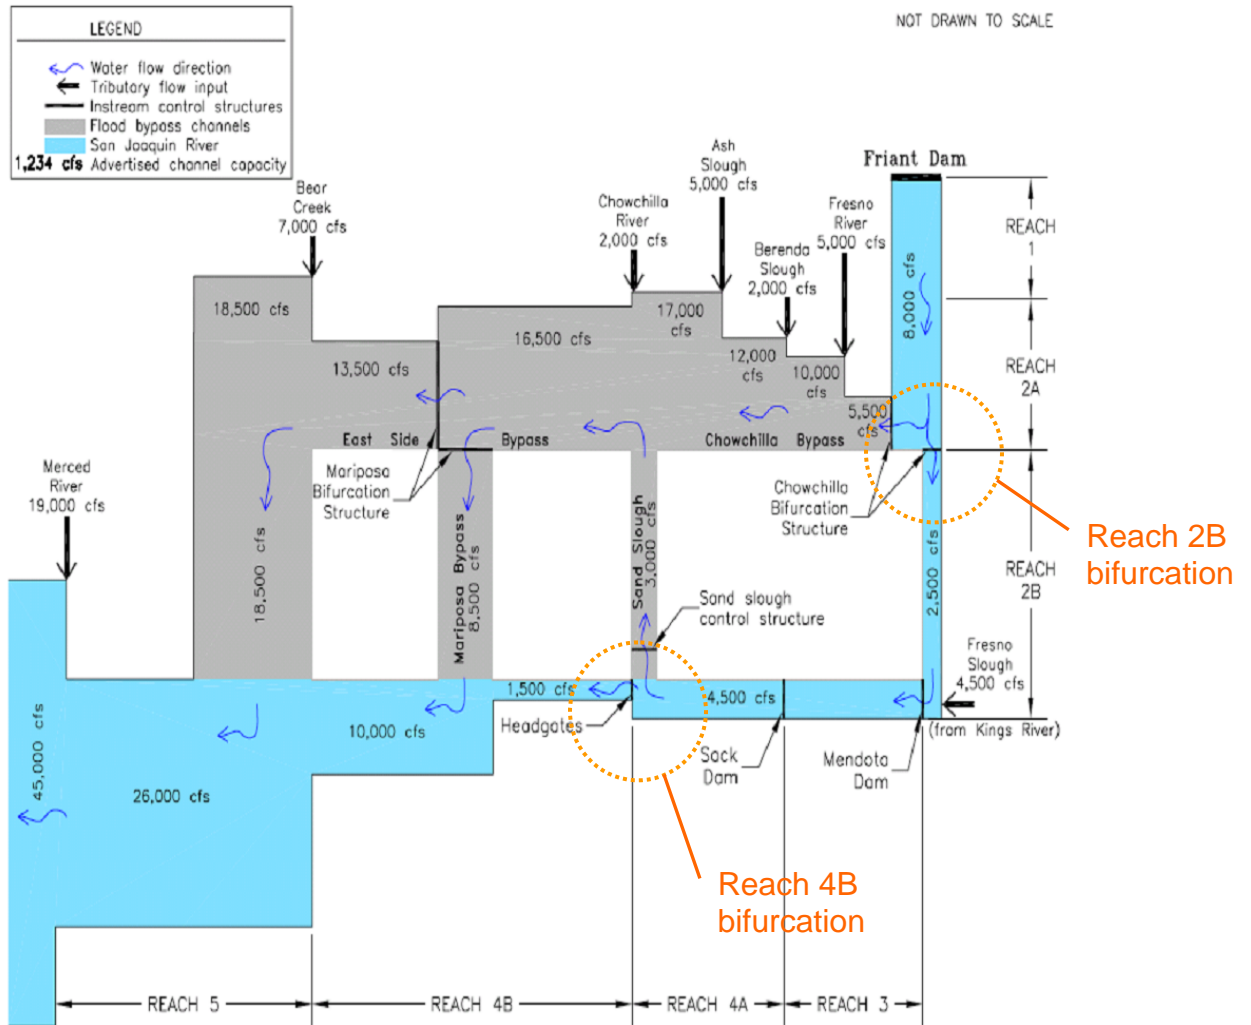 NOT DRAWN TO SCALE
LEGEND
Water flow direction
Tributary flow input
Instream control structures
Flood bypass channels
San Joaquin River
1,234 cfs Advertised channel capacity
Bear
Creek
7,000 cfs
Chowchilla
River
2,000 cfs
Ash
Slough
5,000 cfs
Berenda
Slough
2,000 cfs
Fresno
River
5,000 cfs
Friant Dam
REACH
1
REACH
2A
REACH
2B
8,000 cfs
18,500 cfs
13,500 cfs
16,500 cfs
17,000
cfs
12,000
cfs
10,000
cfs
5,500
cfs
East Side Bypass
Chowchilla Bypass
Mariposa
Bifurcation
Structure
Chowchilla
Bifurcation
Structure
Merced
River
19,000 cfs
18,500 cfs
Mariposa Bypass
8,500 cfs
Sand Slough
3,000 cfs
2,500 cfs
Sand slough
control structure
Reach 2B
bifurcation
Fresno
Slough
4,500 cfs
(from Kings River)
1,500 cfs
4,500 cfs
Headgates
10,000 cfs
Sack
Dam
Mendota
Dam
45,000 cfs
26,000 cfs
Reach 4B
bifurcation
REACH 5
REACH 4B
REACH 4A
REACH 3